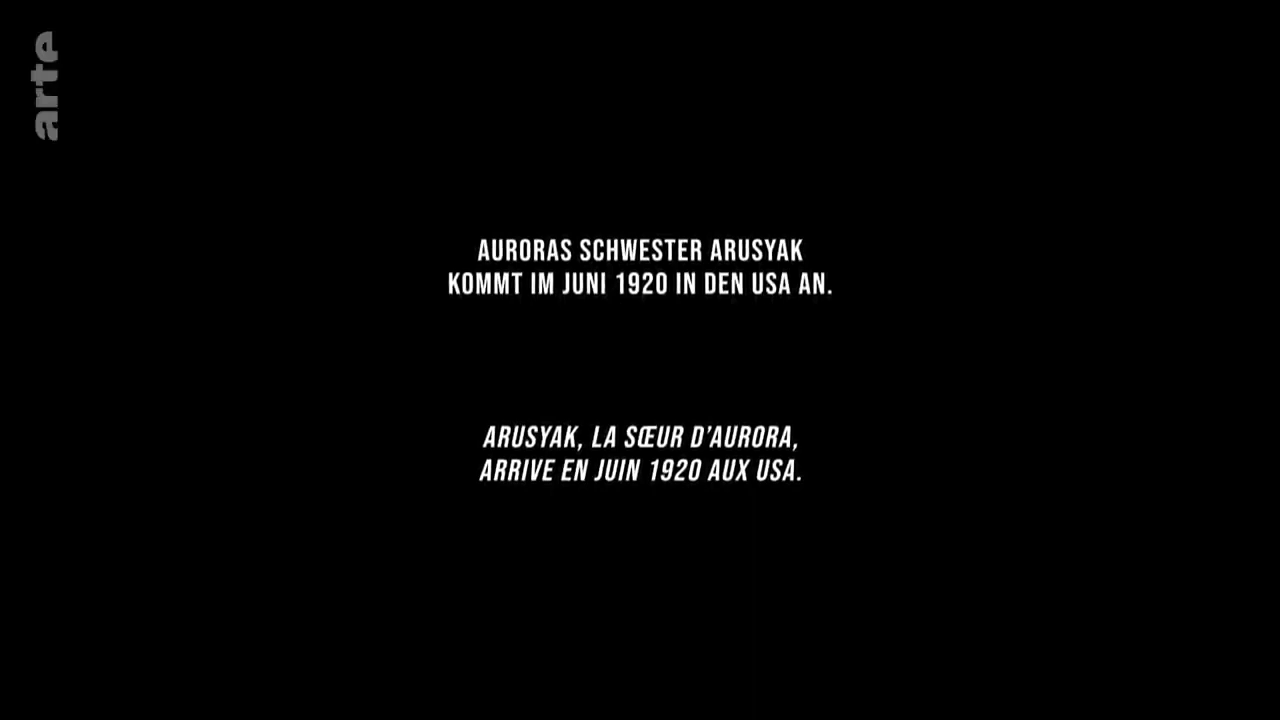 arte
AURORAS SCHWESTER ARUSYAK
KOMMT IM JUNI 1920 IN DEN USA AN.
ARUSYAK, LA SŒUR D’AURORA,
ARRIVE EN JUIN 1920 AUX USA.